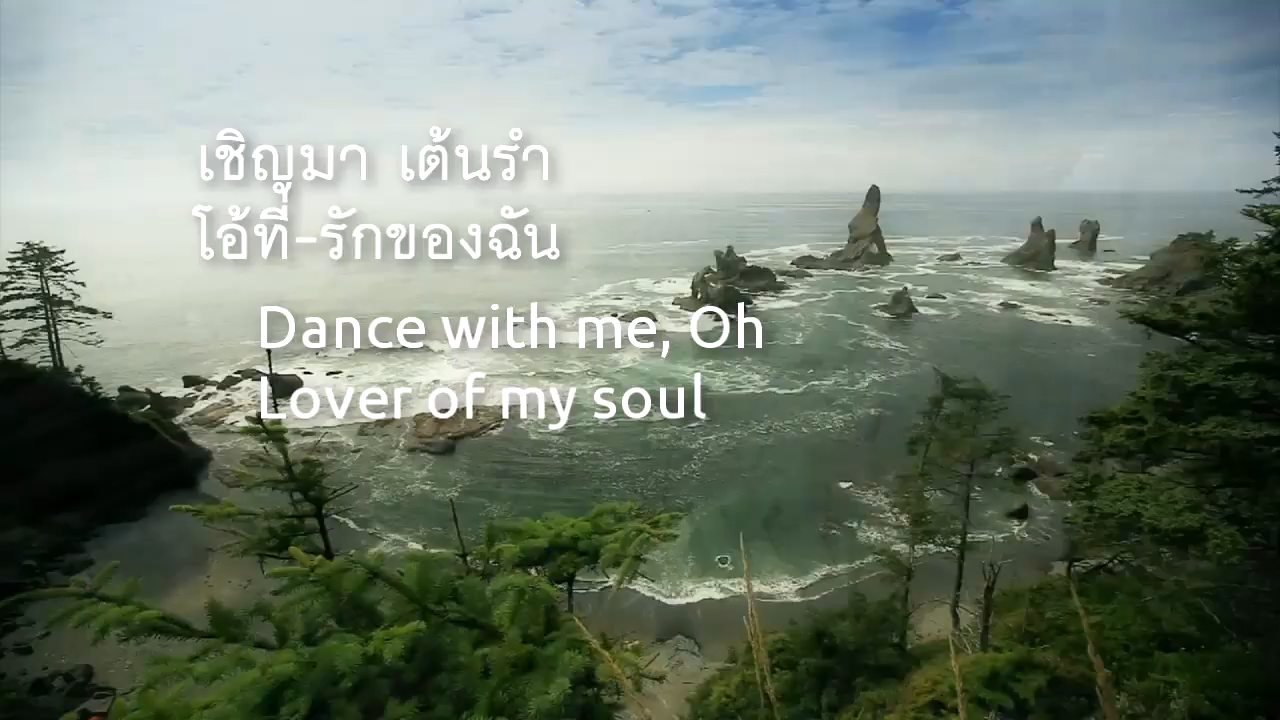 เชิญมา เต้นรำ
โอ้ที่-รักของฉัน
Dance with me, Oh
Lover of my soul